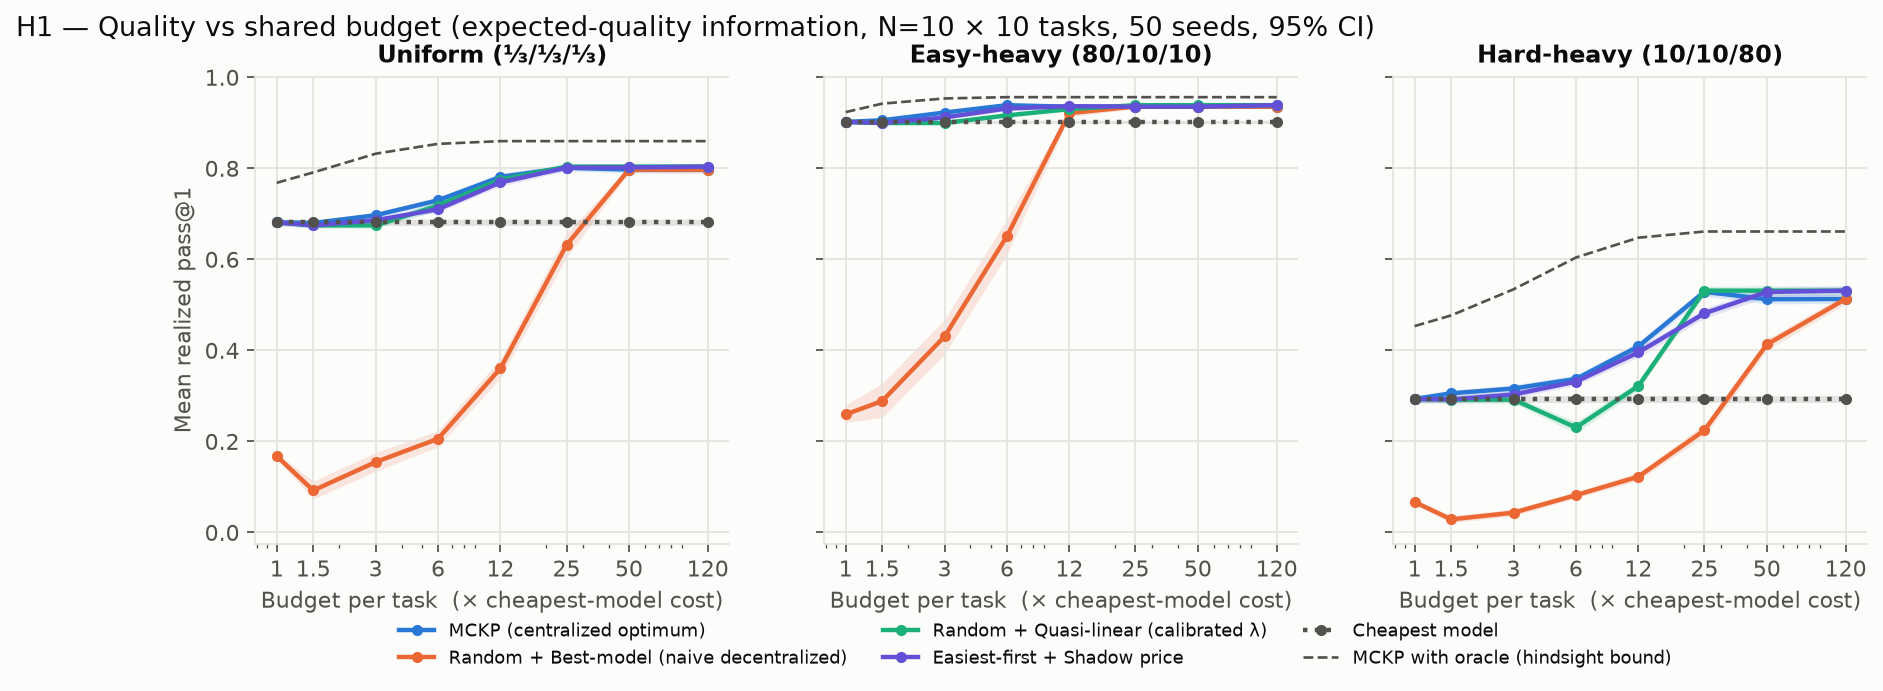 H1 — Quality vs shared budget (expected-quality information, N=10 × 10 tasks, 50 seeds, 95% CI)
Uniform (⅓/⅓/⅓)
Easy-heavy (80/10/10)
Hard-heavy (10/10/80)
Mean realized pass@1
1.0
0.8
0.6
0.4
0.2
0.0
1 1.5 3 6 12 25 50 120
1 1.5 3 6 12 25 50 120
1 1.5 3 6 12 25 50 120
Budget per task (× cheapest-model cost)
Budget per task (× cheapest-model cost)
Budget per task (× cheapest-model cost)
MCKP (centralized optimum)
Random + Best-model (naive decentralized)
Random + Quasi-linear (calibrated λ)
Easiest-first + Shadow price
Cheapest model
MCKP with oracle (hindsight bound)